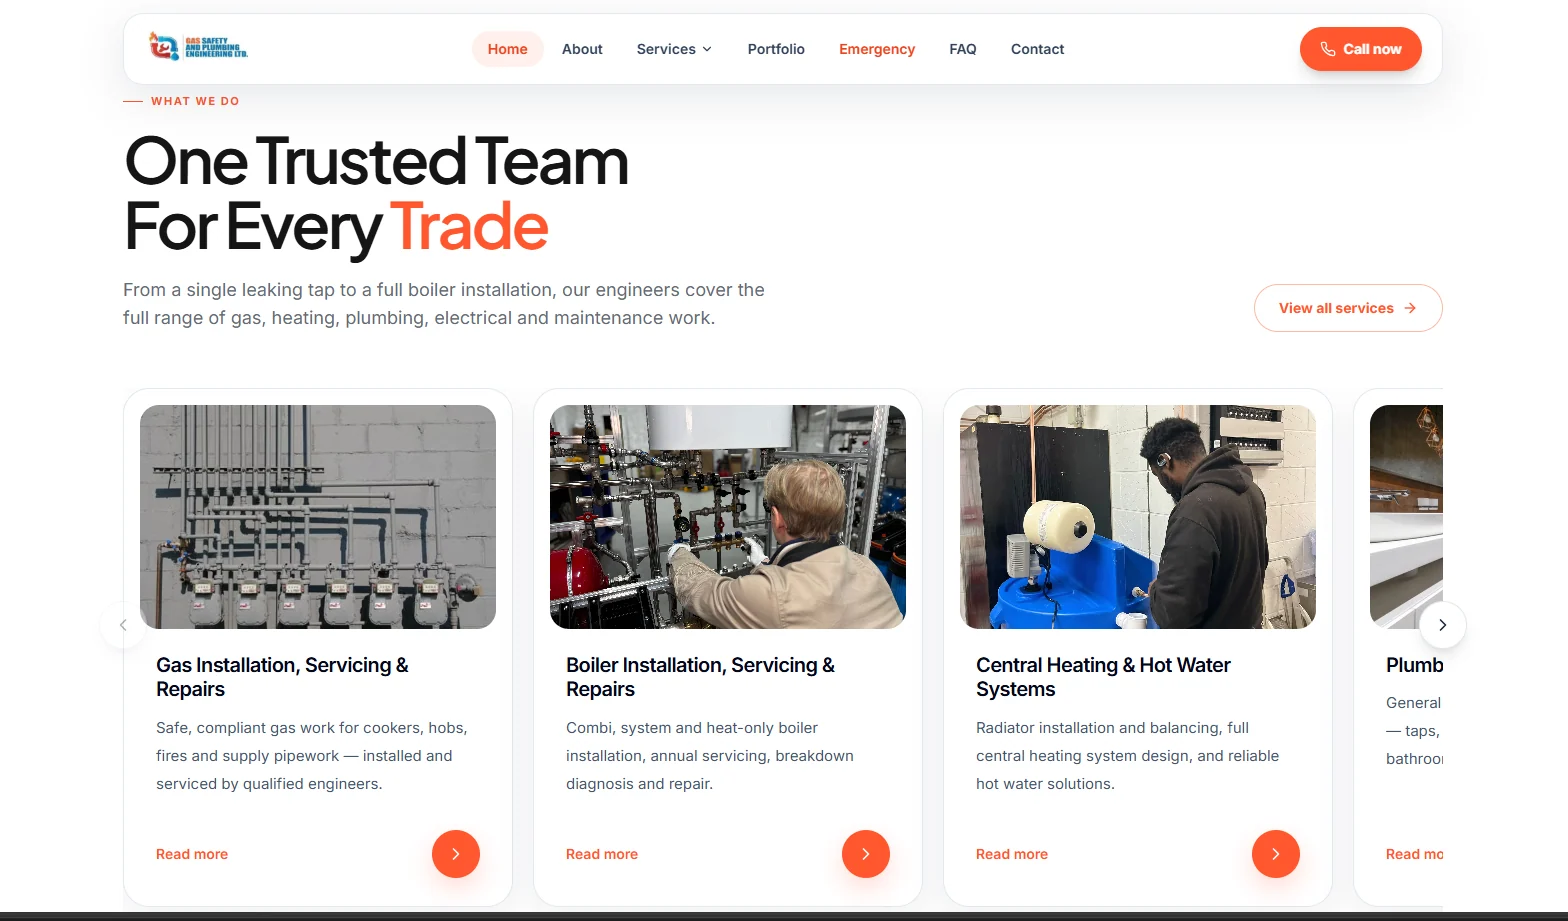 GAS SAFETY
AND PLUMBING
ENGINEERING LTD.
Home
About
Services
Portfolio
Emergency
FAQ
Contact
Call now
WHAT WE DO
One Trusted Team
For Every Trade
From a single leaking tap to a full boiler installation, our engineers cover the
full range of gas, heating, plumbing, electrical and maintenance work.
View all services
Gas Installation, Servicing &
Repairs
Safe, compliant gas work for cookers, hobs,
fires and supply pipework — installed and
serviced by qualified engineers.
Read more
Boiler Installation, Servicing &
Repairs
Combi, system and heat-only boiler
installation, annual servicing, breakdown
diagnosis and repair.
Read more
Central Heating & Hot Water
Systems
Radiator installation and balancing, full
central heating system design, and reliable
hot water solutions.
Read more
Plumb
General
— taps,
bathroo
Read mo